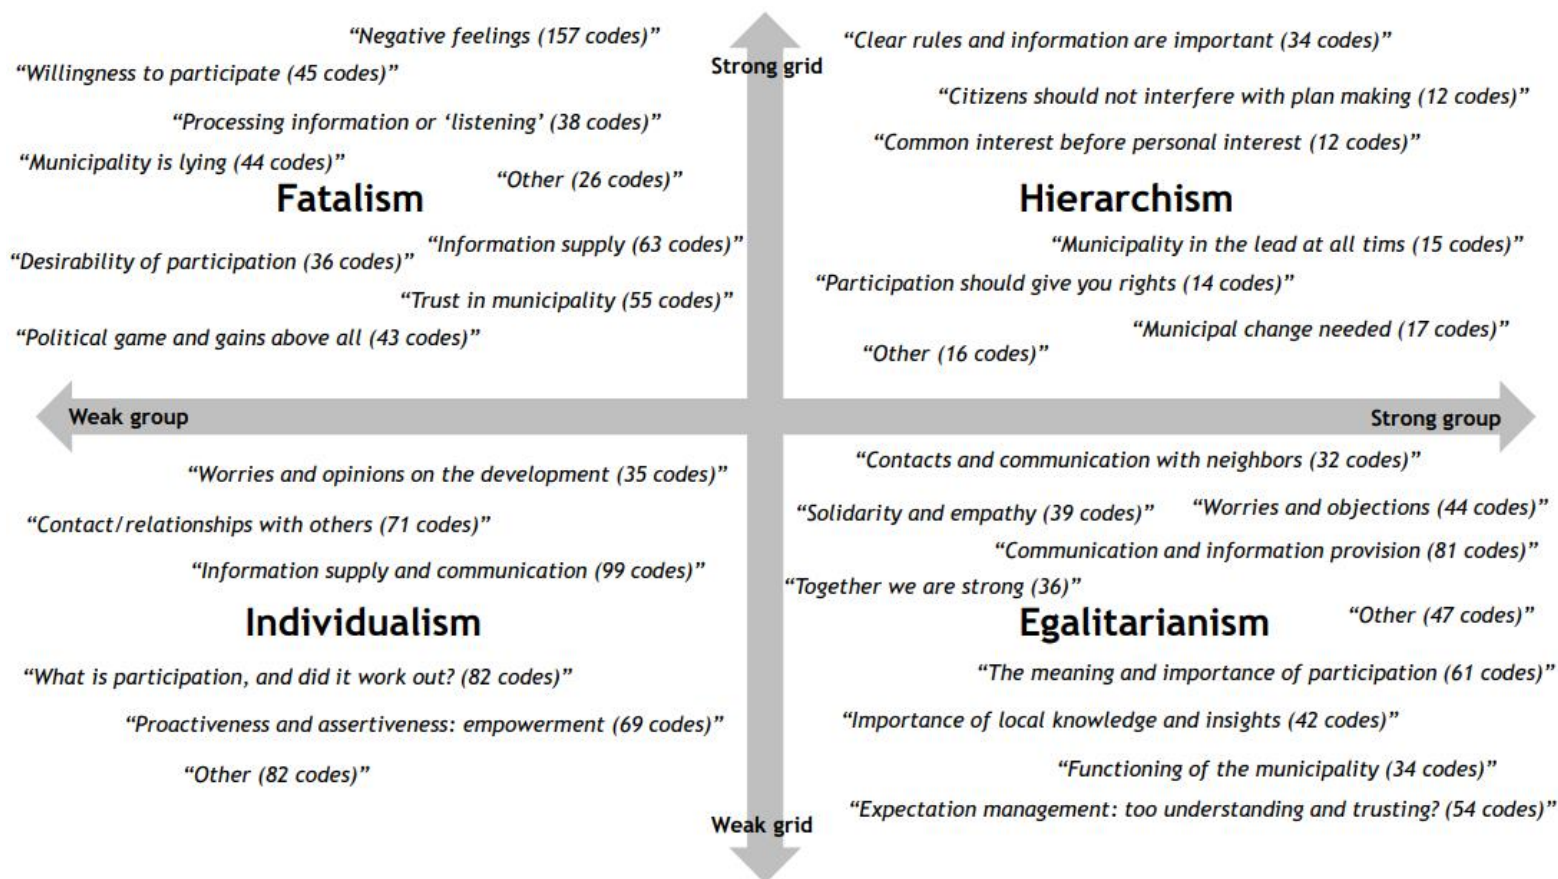 “Negative feelings (157 codes)”
“Willingness to participate (45 codes)”
“Processing information or ‘listening’ (38 codes)”
“Municipality is lying (44 codes)”
“Other (26 codes)”
Fatalism
“Information supply (63 codes)”
“Desirability of participation (36 codes)”
“Trust in municipality (55 codes)”
“Political game and gains above all (43 codes)”
Strong grid
“Clear rules and information are important (34 codes)”
“Citizens should not interfere with plan making (12 codes)”
“Common interest before personal interest (12 codes)”
Hierarchism
“Municipality in the lead at all tims (15 codes)”
“Participation should give you rights (14 codes)”
“Municipal change needed (17 codes)”
“Other (16 codes)”
Weak group
Strong group
“Worries and opinions on the development (35 codes)”
“Contact/relationships with others (71 codes)”
“Information supply and communication (99 codes)”
Individualism
“What is participation, and did it work out? (82 codes)”
“Proactiveness and assertiveness: empowerment (69 codes)”
“Other (82 codes)”
“Contacts and communication with neighbors (32 codes)”
“Solidarity and empathy (39 codes)”
“Worries and objections (44 codes)”
“Communication and information provision (81 codes)”
“Together we are strong (36)”
Egalitarianism
“Other (47 codes)”
“The meaning and importance of participation (61 codes)”
“Importance of local knowledge and insights (42 codes)”
“Functioning of the municipality (34 codes)”
“Expectation management: too understanding and trusting? (54 codes)”
Weak grid